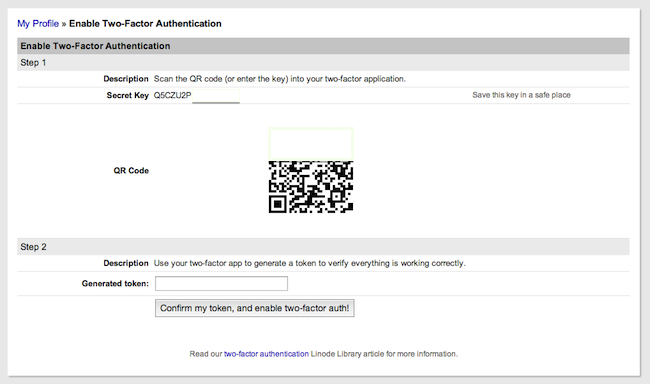 My Profile » Enable Two-Factor Authentication
Enable Two-Factor Authentication
Step 1
Description Scan the QR code (or enter the key) into your two-factor application.
Secret Key Q5CZU2P Save this key in a safe place
QR Code
Step 2
Description Use your two-factor app to generate a token to verify everything is working correctly.
Generated token:
Confirm my token, and enable two-factor auth!
Read our two-factor authentication Linode Library article for more information.